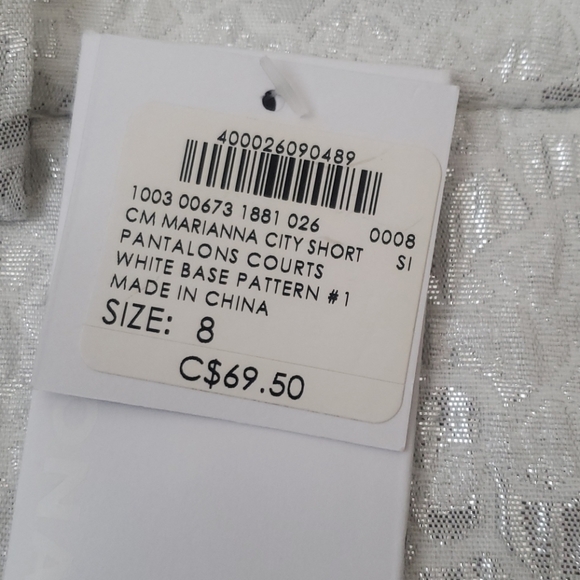 400026090489
1003 00673 1881 026 0008
CM MARIANNA CITY SHORT SI
PANTALONS COURTS
WHITE BASE PATTERN #1
MADE IN CHINA
SIZE: 8
C$69.50